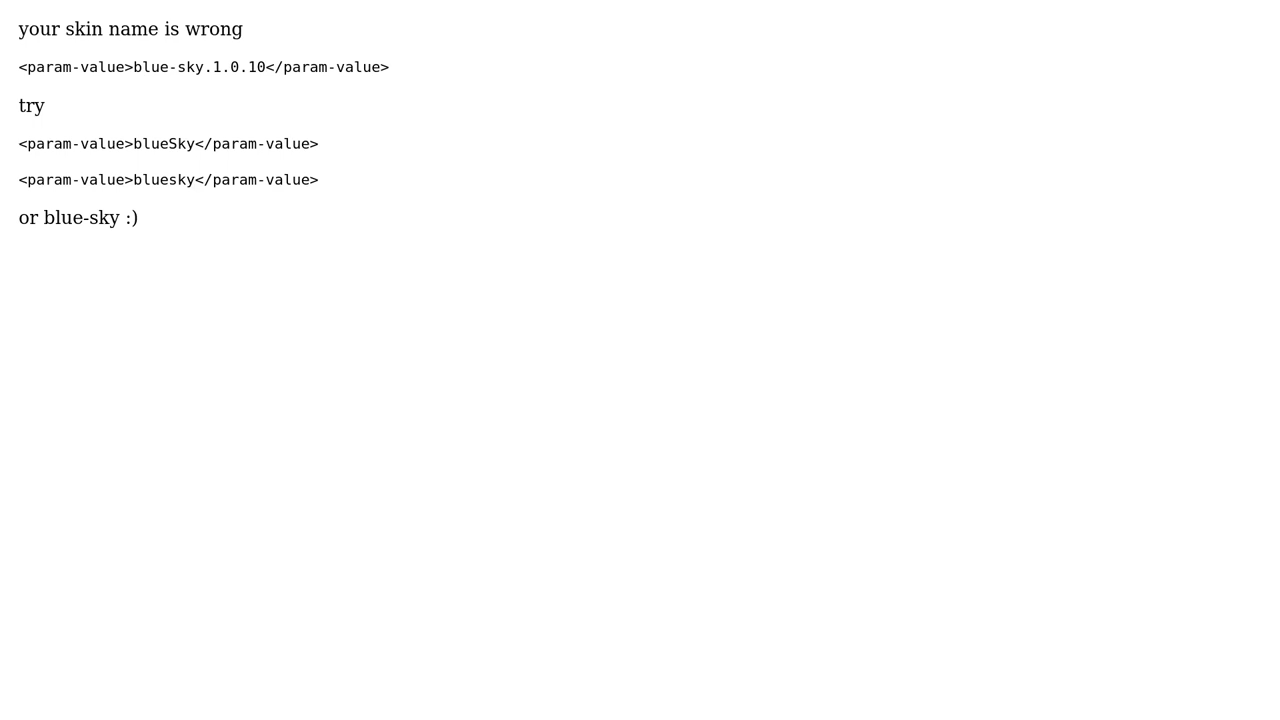 your skin name is wrong
<param-value>blue-sky.1.0.10</param-value>
try
<param-value>blueSky</param-value>
<param-value>bluesky</param-value>
or blue-sky :)